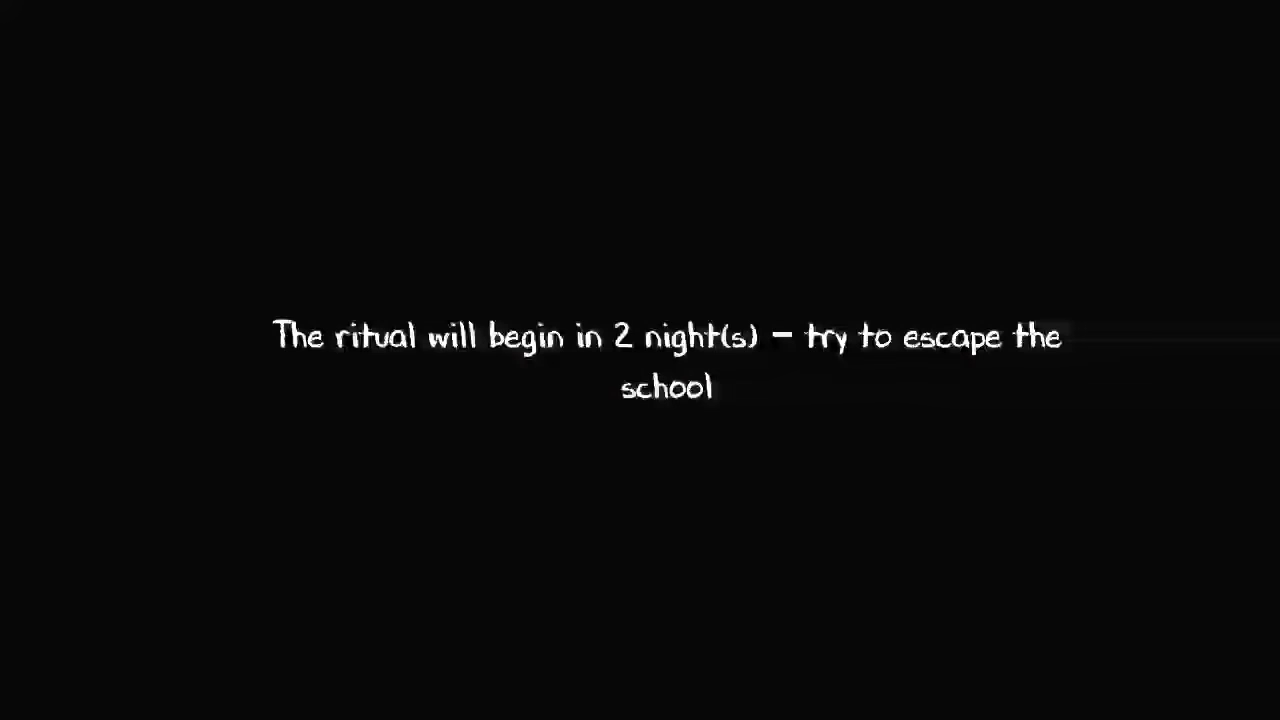 The ritual will begin in 2 night(s) - try to escape the
school